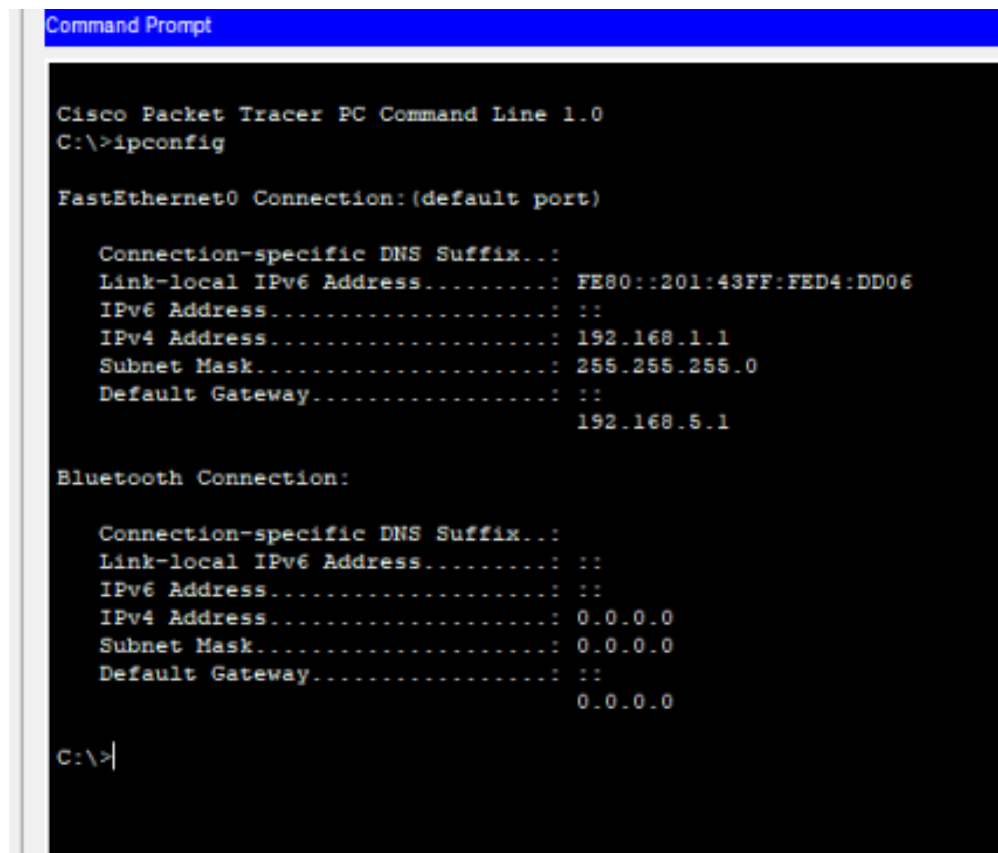 Command Prompt
Cisco Packet Tracer PC Command Line 1.0
C:\>ipconfig
FastEthernet0 Connection:(default port)
Connection-specific DNS Suffix..:
Link-local IPv6 Address.........: FE80::201:43FF:FED4:DD06
IPv6 Address....................: ::
IPv4 Address....................: 192.168.1.1
Subnet Mask.....................: 255.255.255.0
Default Gateway.................: ::
192.168.5.1
Bluetooth Connection:
Connection-specific DNS Suffix..:
Link-local IPv6 Address.........: ::
IPv6 Address....................: ::
IPv4 Address....................: 0.0.0.0
Subnet Mask.....................: 0.0.0.0
Default Gateway.................: ::
0.0.0.0
C:\>